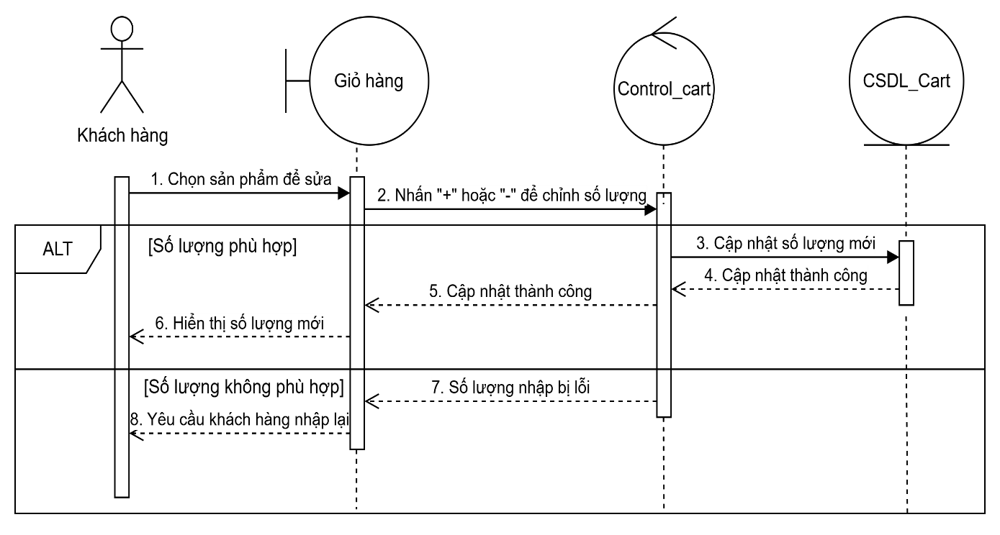 Giỏ hàng
Control_cart
CSDL_Cart
Khách hàng
1. Chọn sản phẩm để sửa
2. Nhấn "+" hoặc "-" để chỉnh số lượng
ALT
[Số lượng phù hợp]
3. Cập nhật số lượng mới
4. Cập nhật thành công
5. Cập nhật thành công
6. Hiển thị số lượng mới
[Số lượng không phù hợp]
7. Số lượng nhập bị lỗi
8. Yêu cầu khách hàng nhập lại